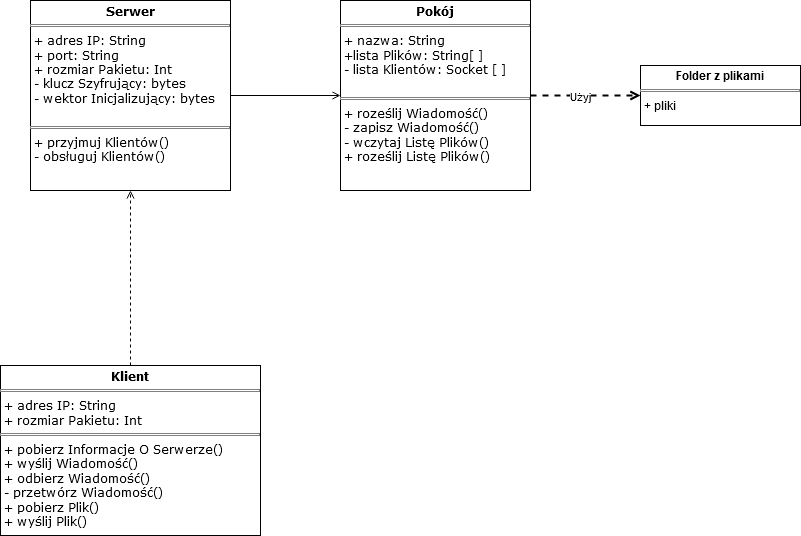 Serwer
+ adres IP: String
+ port: String
+ rozmiar Pakietu: Int
- klucz Szyfrujący: bytes
- wektor Inicjalizujący: bytes
+ przyjmuj Klientów()
- obsługuj Klientów()
Pokój
+ nazwa: String
+lista Plików: String[ ]
- lista Klientów: Socket [ ]
+ roześlij Wiadomość()
- zapisz Wiadomość()
- wczytaj Listę Plików()
+ roześlij Listę Plików()
Użyj
Folder z plikami
+ pliki
Klient
+ adres IP: String
+ rozmiar Pakietu: Int
+ pobierz Informacje O Serwerze()
+ wyślij Wiadomość()
+ odbierz Wiadomość()
- przetwórz Wiadomość()
+ pobierz Plik()
+ wyślij Plik()